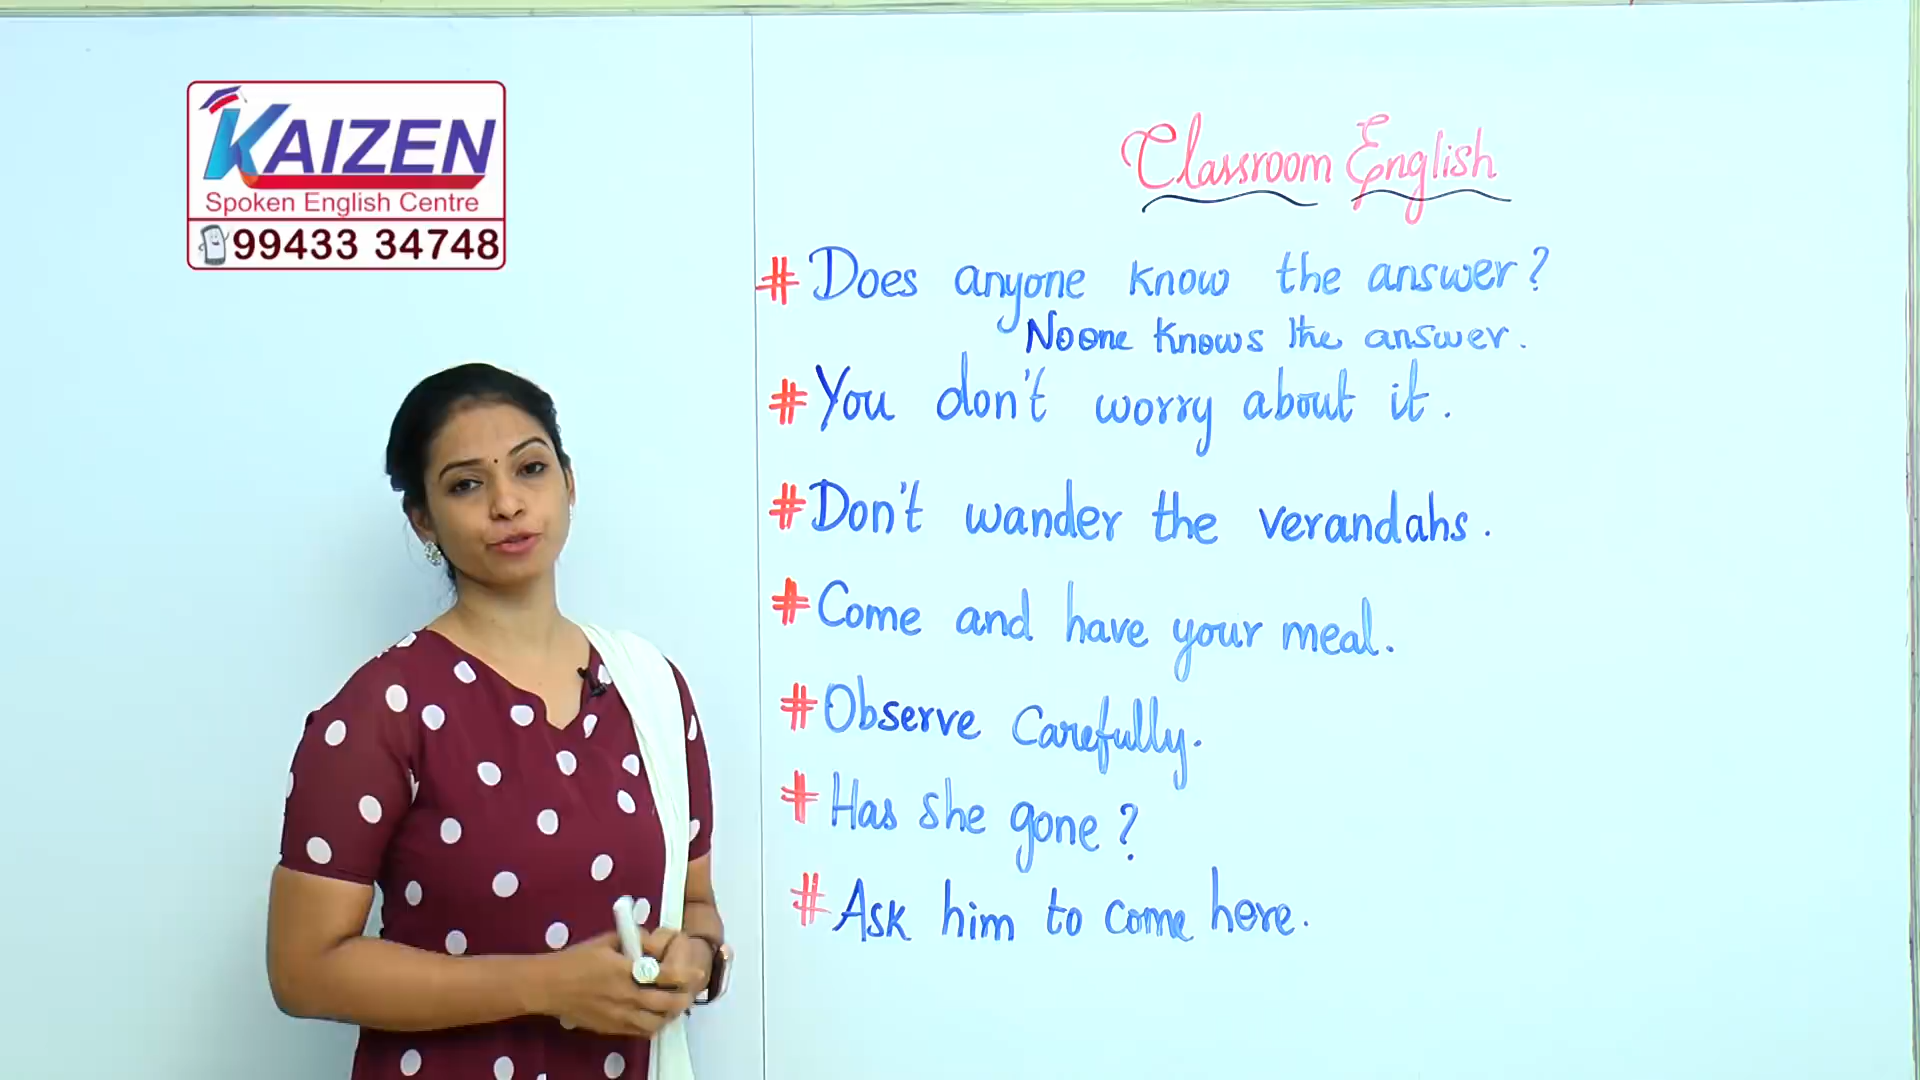 KAIZEN
Spoken English Centre
99433 34748
Classroom English
# Does anyone know the answer?
Noone knows the answer.
# You don't worry about it.
# Don't wander the verandahs.
# Come and have your meal.
# Observe Carefully.
# Has she gone?
# Ask him to come here.